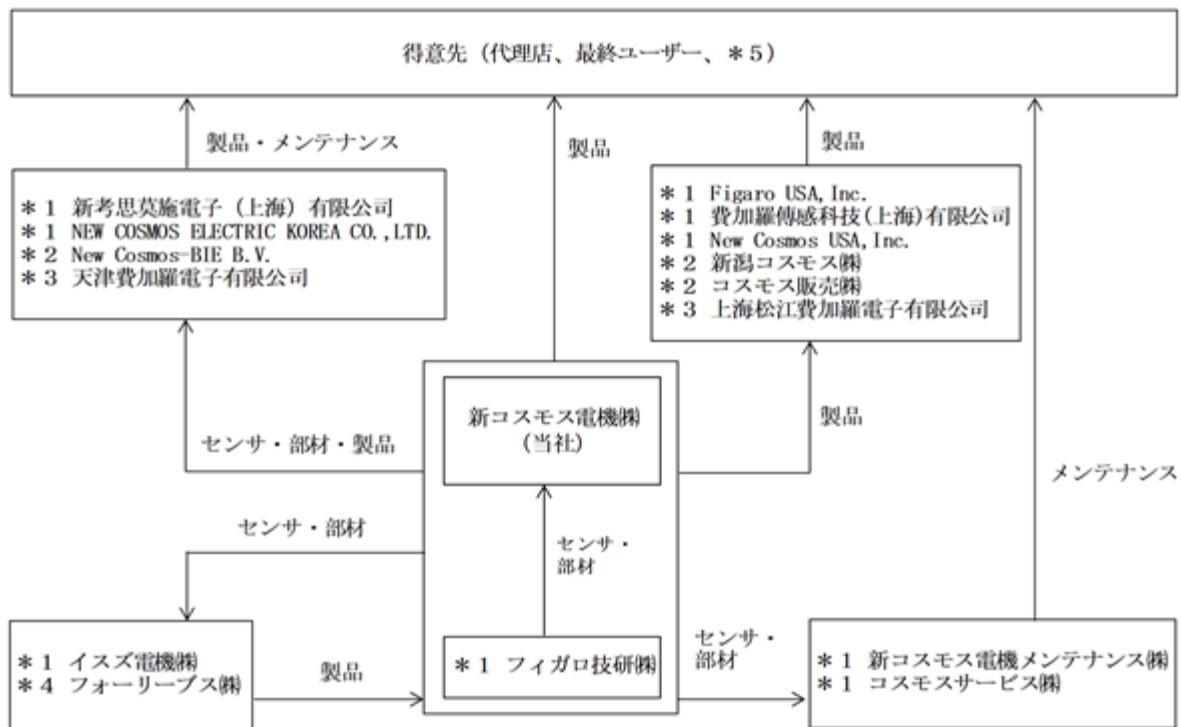 得意先（代理店、最終ユーザー、＊５）
製品・メンテナンス
製品
製品
＊１ 新考思莫施電子（上海）有限公司
＊１ NEW COSMOS ELECTRIC KOREA CO.,LTD.
＊２ New Cosmos-BIE B.V.
＊３ 天津費加羅電子有限公司
＊１ Figaro USA,Inc.
＊１ 費加羅傳感科技(上海)有限公司
＊１ New Cosmos USA,Inc.
＊２ 新潟コスモス㈱
＊２ コスモス販売㈱
＊３ 上海松江費加羅電子有限公司
新コスモス電機㈱
（当社）
センサ・部材・製品
製品
メンテナンス
センサ・部材
センサ・
部材
＊１ フィガロ技研㈱
センサ・
部材
＊１ イスズ電機㈱
＊４ フォーリーブス㈱
製品
＊１ 新コスモス電機メンテナンス㈱
＊１ コスモスサービス㈱